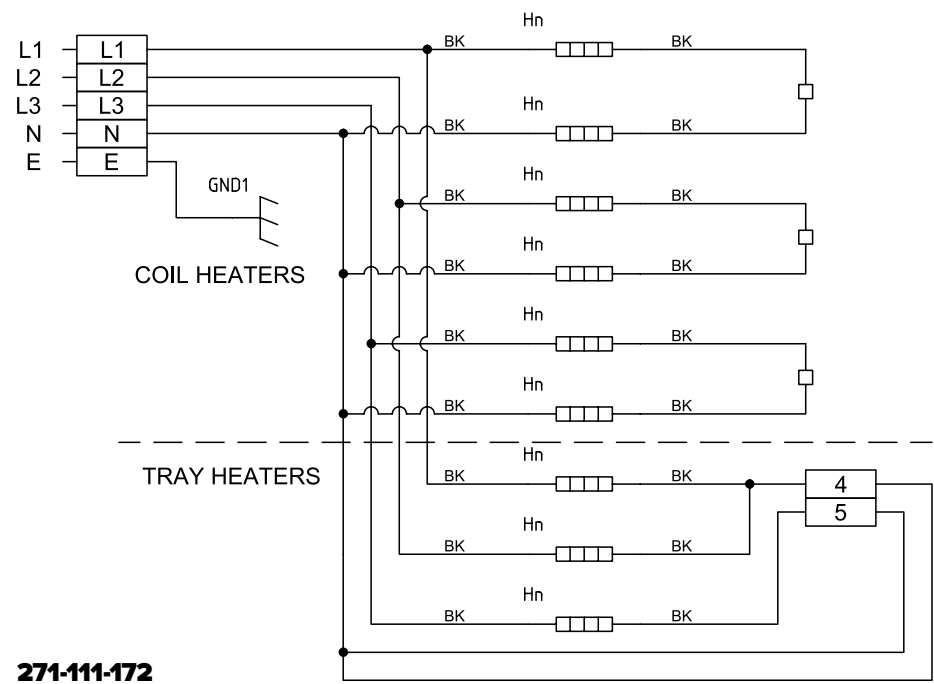 Hn
L1 L1 BK BK
L2 L2
L3 L3 Hn
N N BK BK
E E
Hn
GND1
BK BK
Hn
COIL HEATERS BK BK
Hn
BK BK
Hn
BK BK
Hn
TRAY HEATERS BK BK 4
5
Hn
BK BK
Hn
BK BK
271-111-172